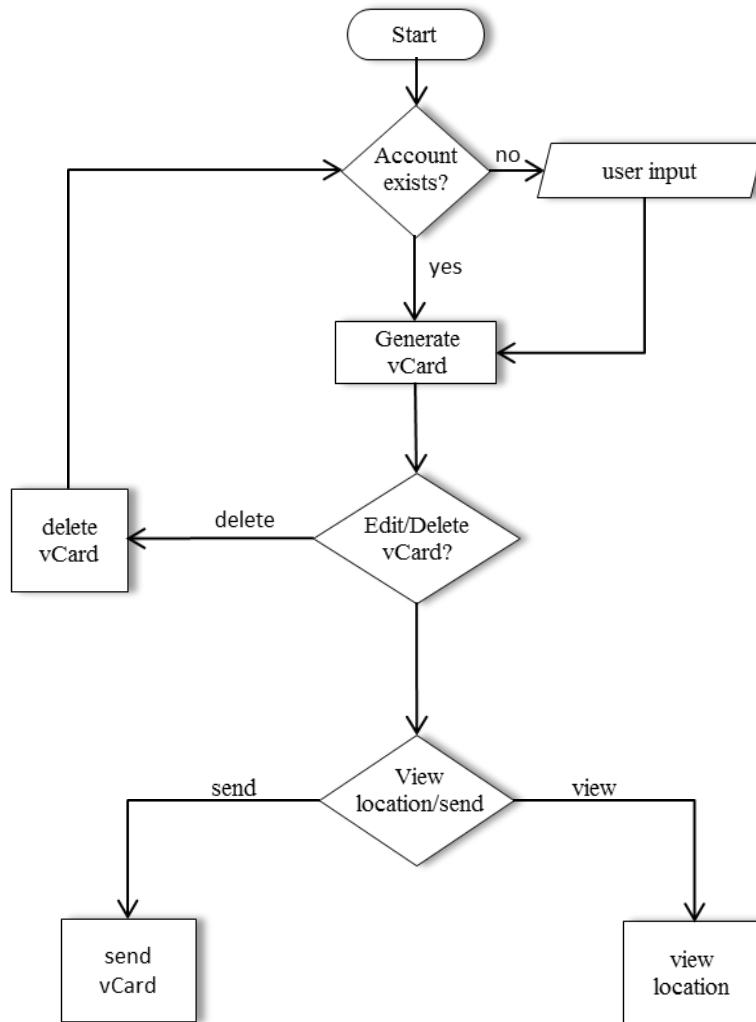 Start
Account
exists?
no
user input
yes
Generate
vCard
delete
vCard
delete
Edit/Delete
vCard?
send
View
location/send
view
send
vCard
view
location